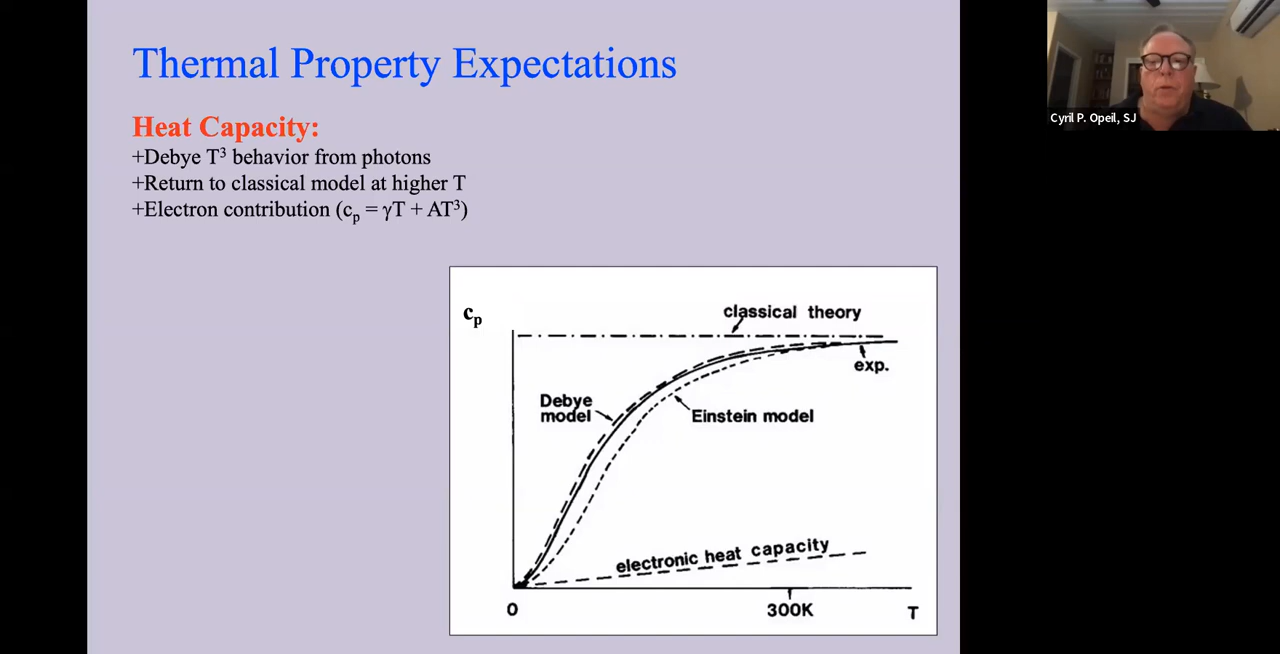 Thermal Property Expectations
Heat Capacity:
+Debye T³ behavior from photons
+Return to classical model at higher T
+Electron contribution (cₚ = γT + AT³)
cₚ
classical theory
exp.
Debye
model
Einstein model
electronic heat capacity
0
300K
T
Cyril P. Opeil, SJ